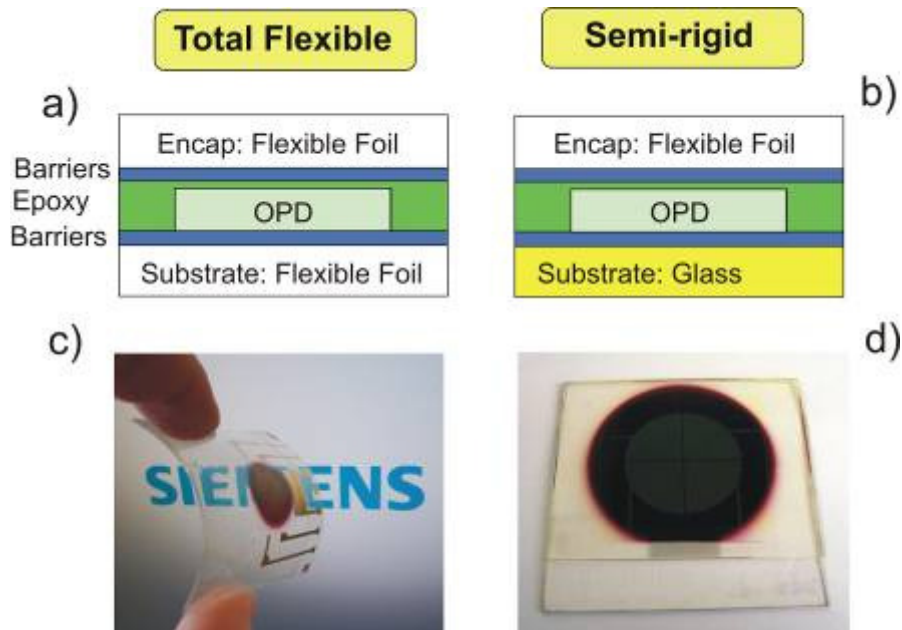 Total Flexible
Semi-rigid
a)
b)
Encap: Flexible Foil
Barriers
Epoxy
OPD
Barriers
Substrate: Flexible Foil
Encap: Flexible Foil
OPD
Substrate: Glass
c)
d)
SIEMENS